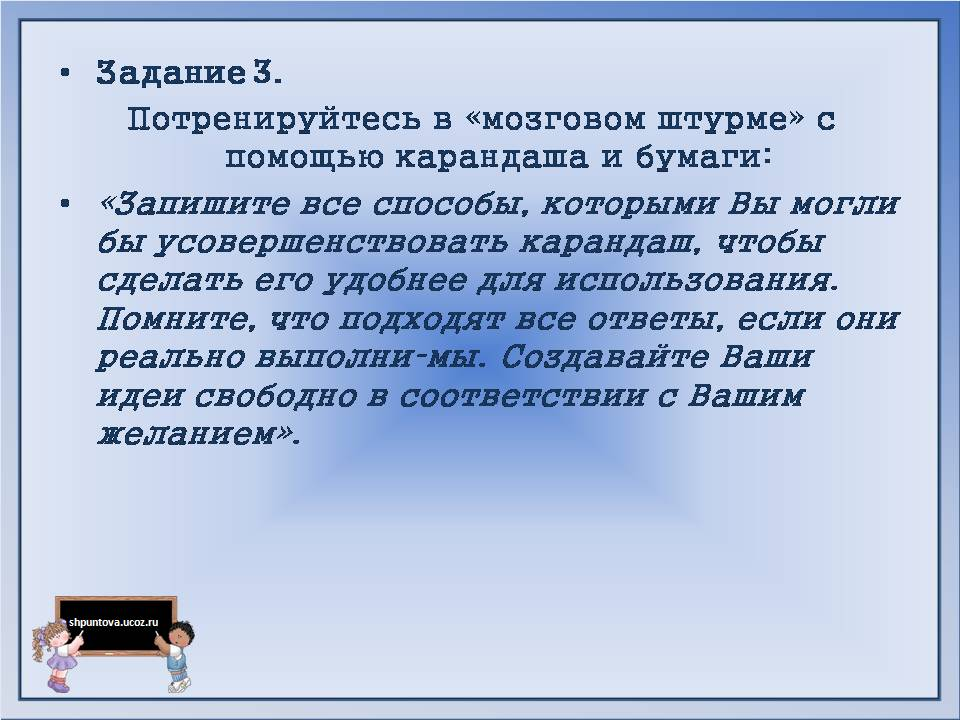 • Задание 3.
Потренируйтесь в «мозговом штурме» с
помощью карандаша и бумаги:
• «Запишите все способы, которыми Вы могли
бы усовершенствовать карандаш, чтобы
сделать его удобнее для использования.
Помните, что подходят все ответы, если они
реально выполни-мы. Создавайте Ваши
идеи свободно в соответствии с Вашим
желанием».
shpuntova.ucoz.ru